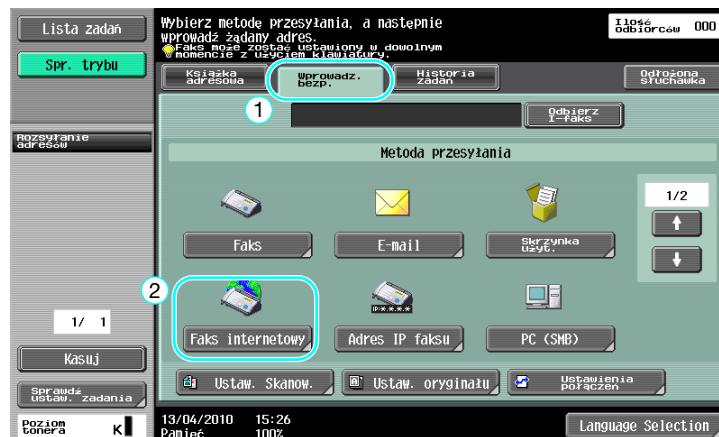 Lista zadań
Spr. trybu
Rozsyłanie
adresów
1/ 1
Kasuj
Sprawdź
ustaw. zadania
Poziom
tonera
K
Wybierz metodę przesyłania, a następnie
wprowadź żądany adres.
Faks może zostać ustawiony w dowolnym
momencie z użyciem klawiatury.
Ilość
odbiorców 000
Książka
adresowa
Wprowadz.
bezp.
Historia
zadań
Odłożona
słuchawka
1
Odbierz
I-faks
Metoda przesyłania
1/2
Faks
E-mail
Skrzynka
użyt.
2
IP-*.*.*.*
Faks internetowy
Adres IP faksu
PC (SMB)
Ustaw. Skanow.
Ustaw. oryginału
Ustawienia
połączeń
13/04/2010 15:26
Pamięć 100%
Language Selection